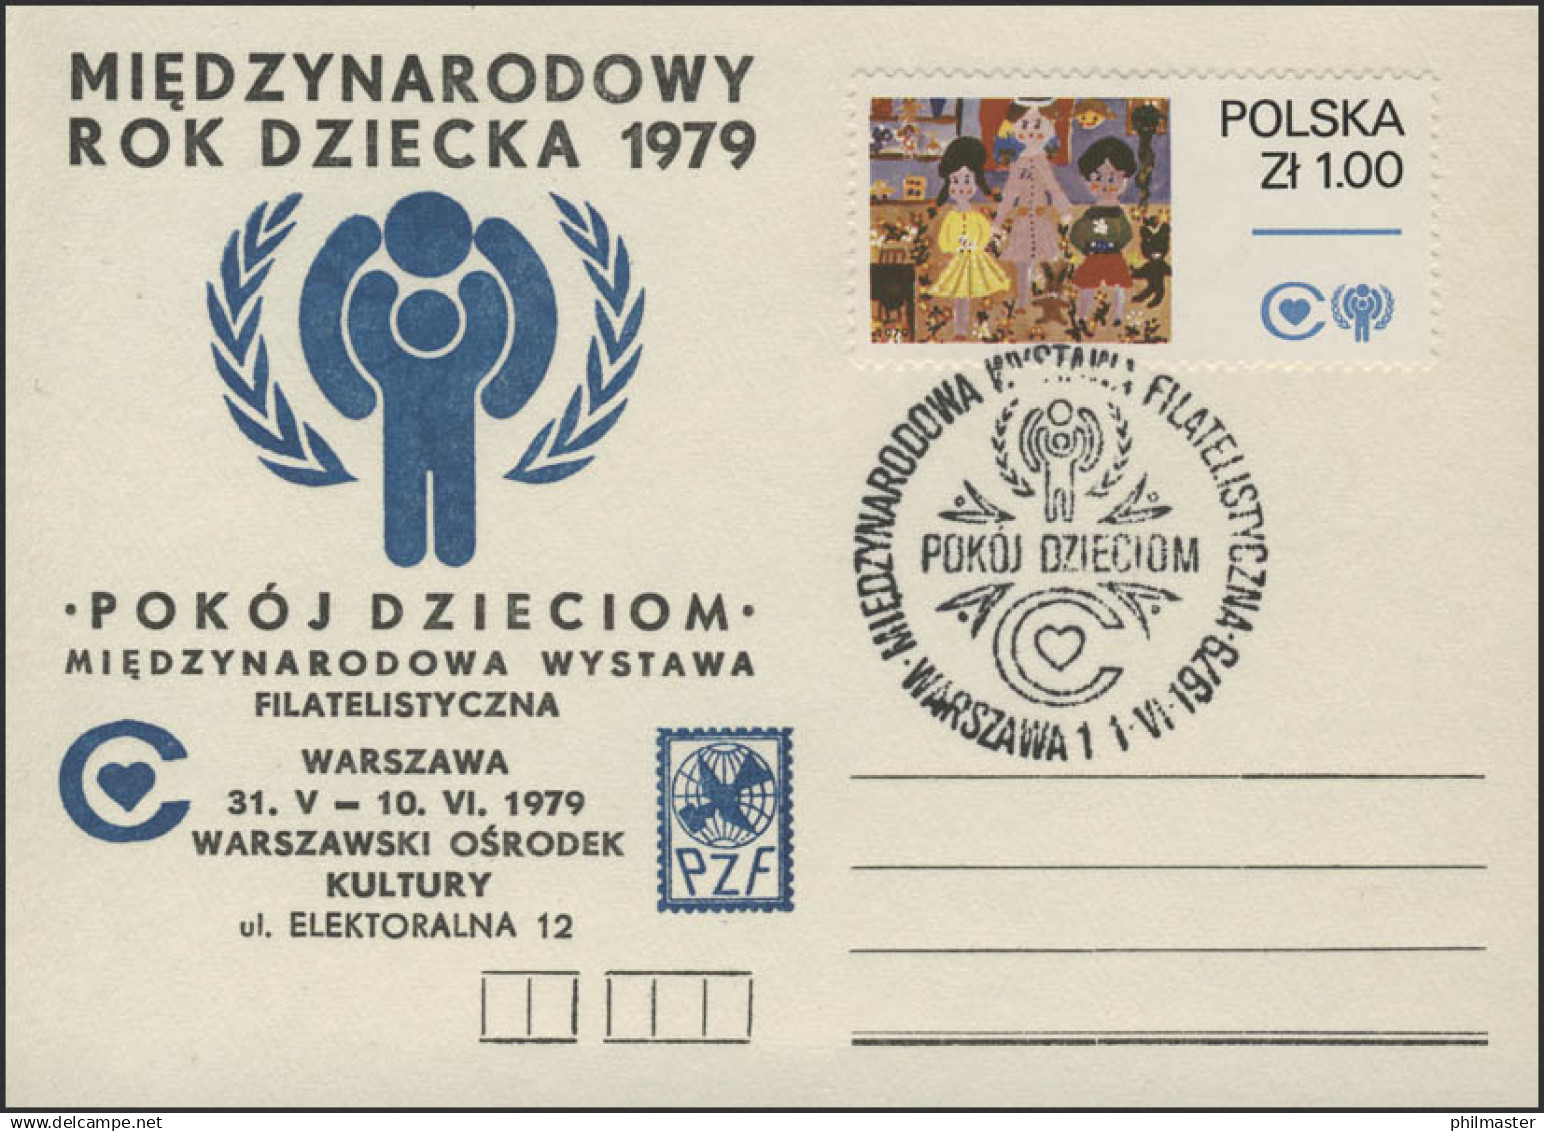 MIĘDZYNARODOWY
ROK DZIECKA 1979
• POKÓJ DZIECIOM •
MIĘDZYNARODOWA WYSTAWA
FILATELISTYCZNA
WARSZAWA
31. V – 10. VI. 1979
WARSZAWSKI OŚRODEK
KULTURY
ul. ELEKTORALNA 12
PZF
POLSKA
Zł 1.00
1979
MIĘDZYNARODOWA WYSTAWA FILATELISTYCZNA
POKÓJ DZIECIOM
• WARSZAWA 1 1•VI•1979•
philmaster